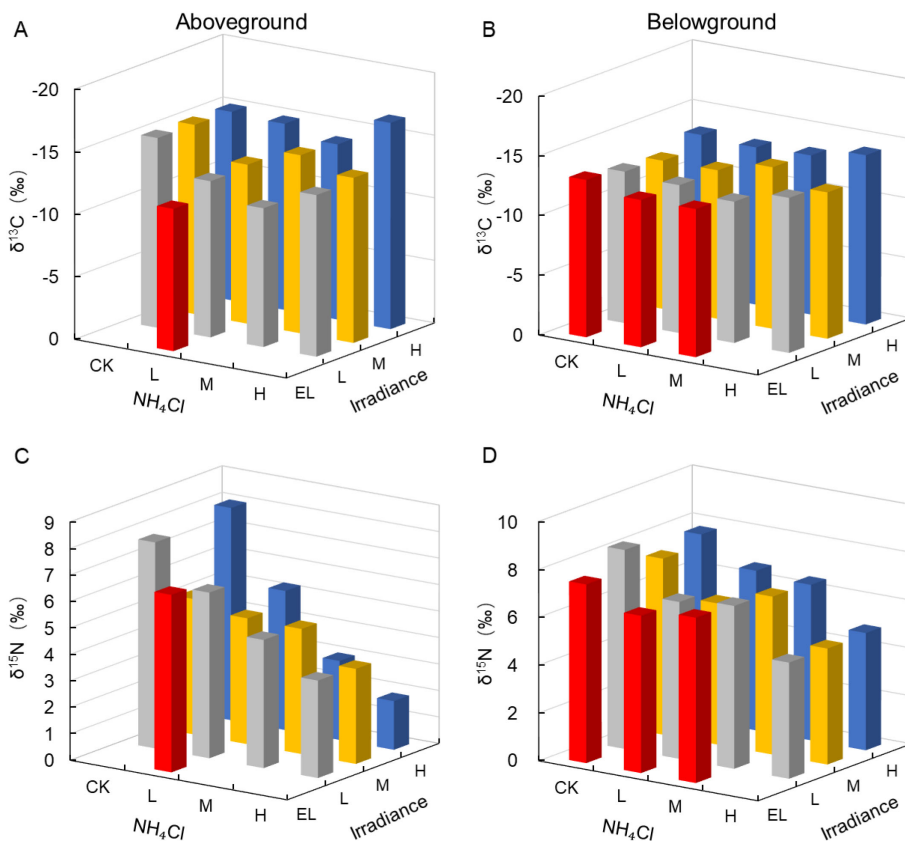 Aboveground
Belowground
A
-20
-15
-10
-5
0
δ¹³C (‰)
CK
L
M
H
NH₄Cl
EL
L
M
H
Irradiance
B
-20
-15
-10
-5
0
δ¹³C (‰)
CK
L
M
H
NH₄Cl
EL
L
M
H
Irradiance
C
9
8
7
6
5
4
3
2
1
0
δ¹⁵N (‰)
CK
L
M
H
NH₄Cl
EL
L
M
H
Irradiance
D
10
8
6
4
2
0
δ¹⁵N (‰)
CK
L
M
H
NH₄Cl
EL
L
M
H
Irradiance